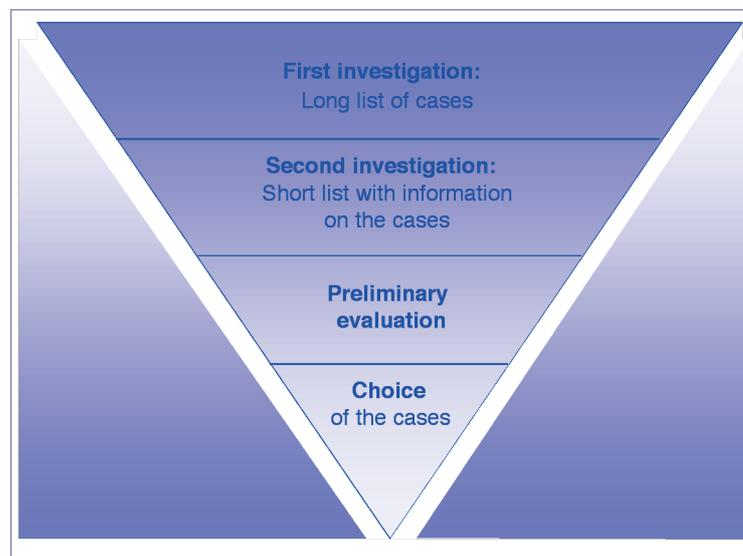 First investigation:
Long list of cases
Second investigation:
Short list with information
on the cases
Preliminary
evaluation
Choice
of the cases